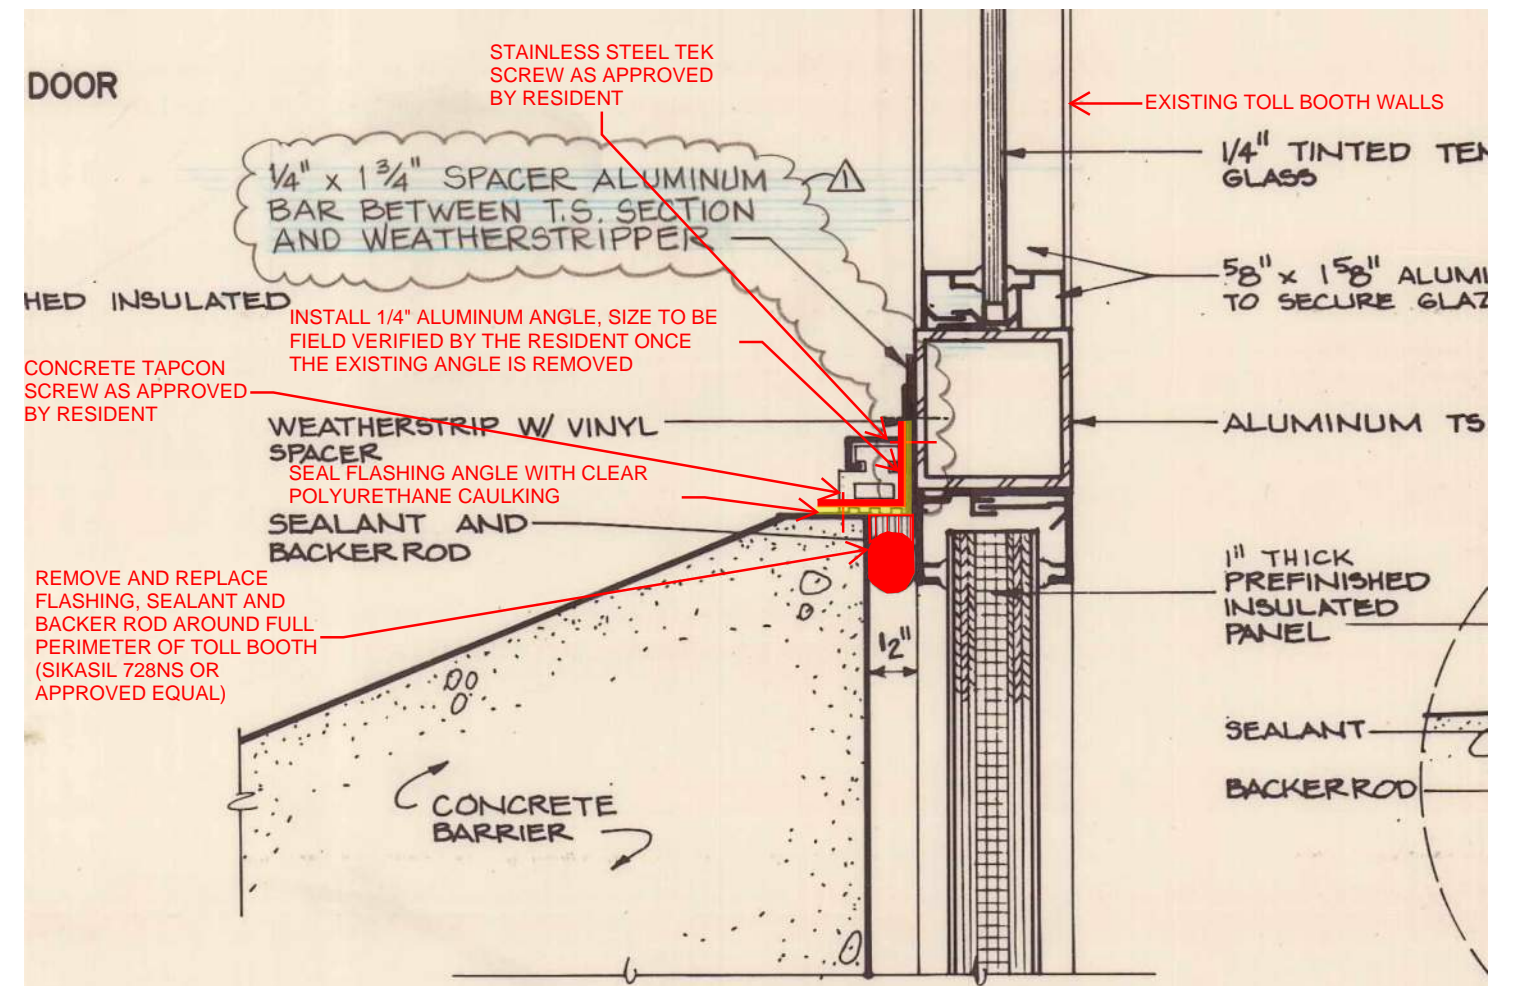 DOOR
STAINLESS STEEL TEK
SCREW AS APPROVED
BY RESIDENT
EXISTING TOLL BOOTH WALLS
1/4" TINTED
GLASS
1/4" x 1 3/4" SPACER ALUMINUM
BAR BETWEEN T.S. SECTION
AND WEATHERSTRIPPER
1
5/8" x 1 5/8" ALUMI
TO SECURE GLAZ
HED INSULATED
INSTALL 1/4" ALUMINUM ANGLE, SIZE TO BE
FIELD VERIFIED BY THE RESIDENT ONCE
THE EXISTING ANGLE IS REMOVED
CONCRETE TAPCON
SCREW AS APPROVED
BY RESIDENT
WEATHERSTRIP W/ VINYL
SPACER
ALUMINUM TS
SEAL FLASHING ANGLE WITH CLEAR
POLYURETHANE CAULKING
SEALANT AND
BACKER ROD
REMOVE AND REPLACE
FLASHING, SEALANT AND
BACKER ROD AROUND FULL
PERIMETER OF TOLL BOOTH
(SIKASIL 728NS OR
APPROVED EQUAL)
1/2"
1" THICK
PREFINISHED
INSULATED
PANEL
SEALANT
BACKER ROD
CONCRETE
BARRIER